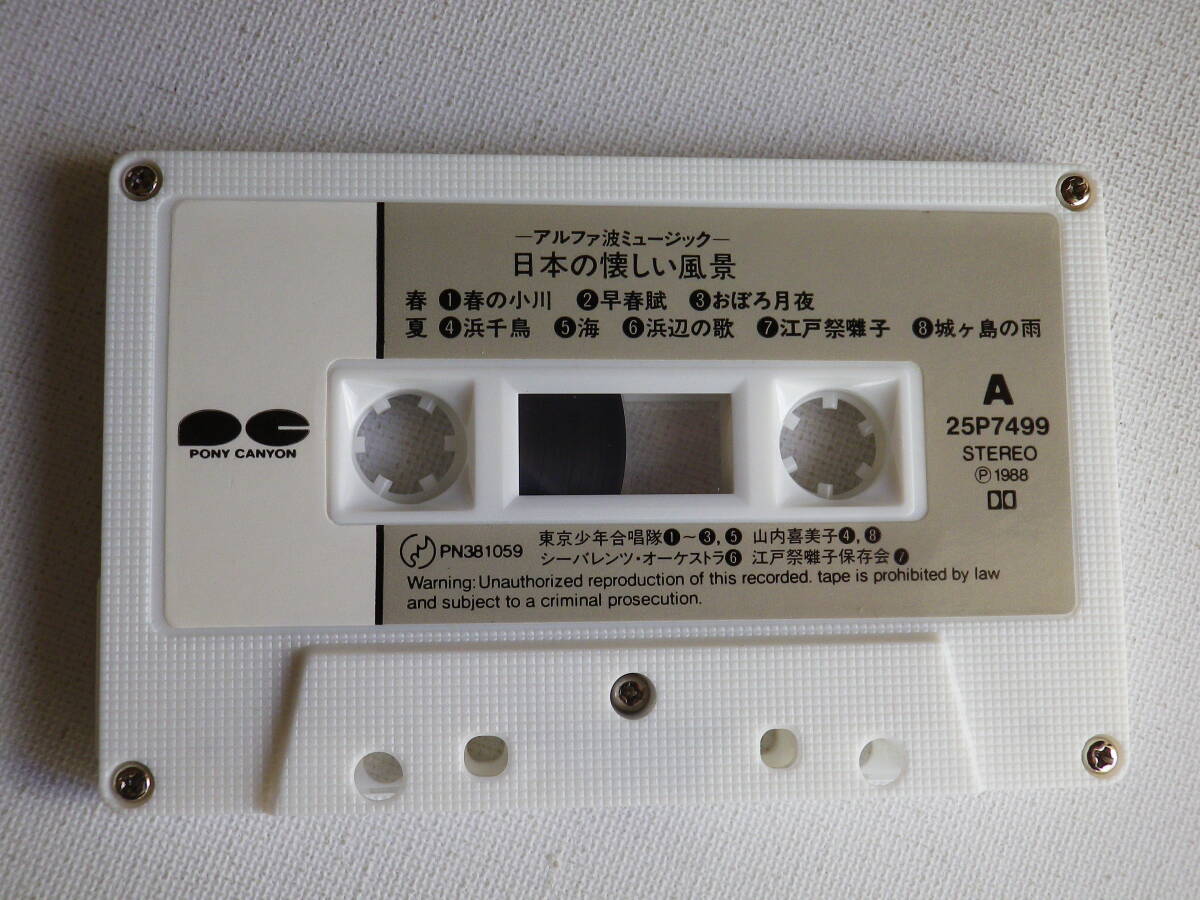 —アルファ波ミュージック—
日本の懐しい風景
春 ❶春の小川 ❷早春賦 ❸おぼろ月夜
夏 ❹浜千鳥 ❺海 ❻浜辺の歌 ❼江戸祭囃子 ❽城ヶ島の雨
PONY CANYON
A
25P7499
STEREO
Ⓟ1988
PN381059
東京少年合唱隊❶〜❸,❺ 山内喜美子❹,❽
シーバレンツ・オーケストラ❻ 江戸祭囃子保存会❼
Warning: Unauthorized reproduction of this recorded. tape is prohibited by law
and subject to a criminal prosecution.